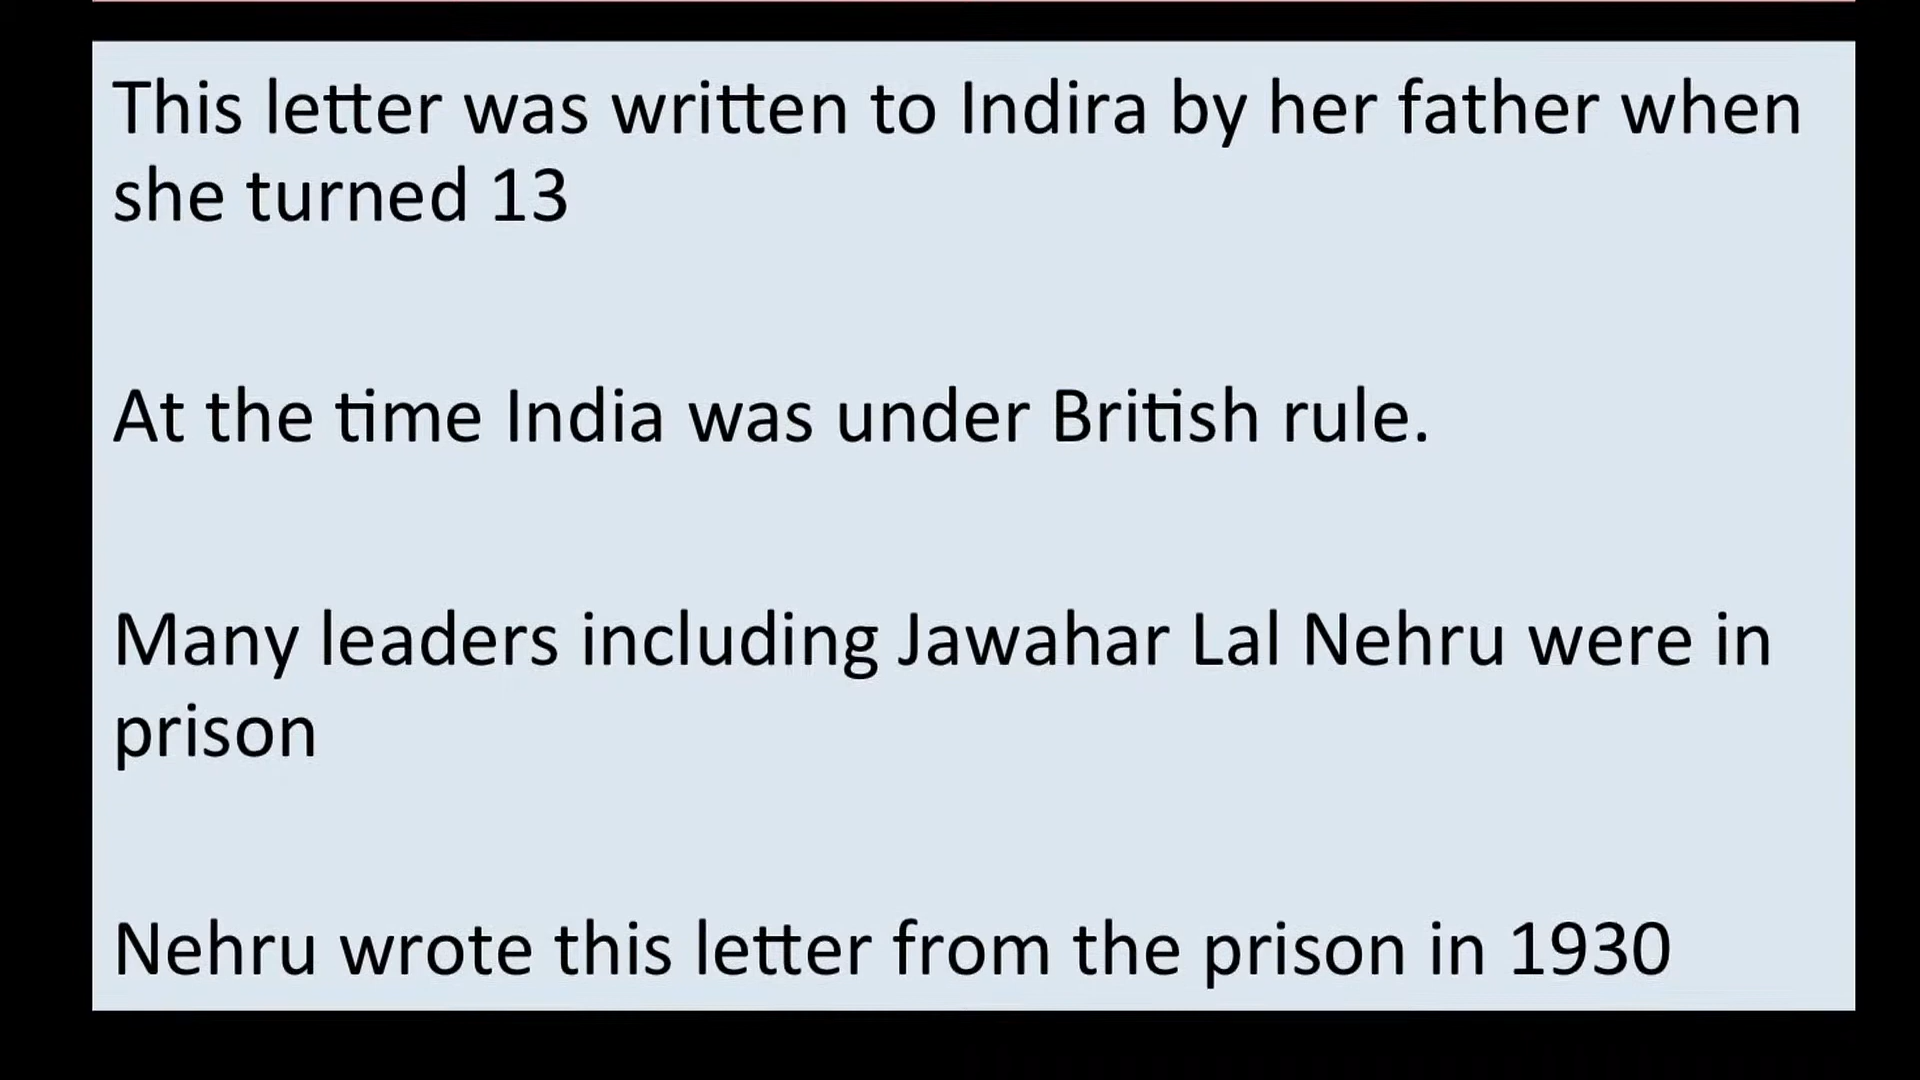 This letter was written to Indira by her father when
she turned 13
At the time India was under British rule.
Many leaders including Jawahar Lal Nehru were in
prison
Nehru wrote this letter from the prison in 1930